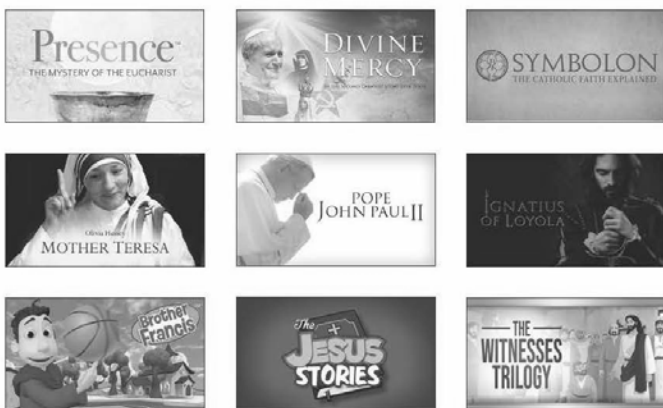 Presence™
THE MYSTERY OF THE EUCHARIST
DIVINE
MERCY
SYMBOLON
THE CATHOLIC FAITH EXPLAINED
Olivia Hussey
MOTHER TERESA
POPE
JOHN PAUL II
IGNATIUS
OF LOYOLA
Brother
Francis
The
JESUS
STORIES
THE
WITNESSES
TRILOGY